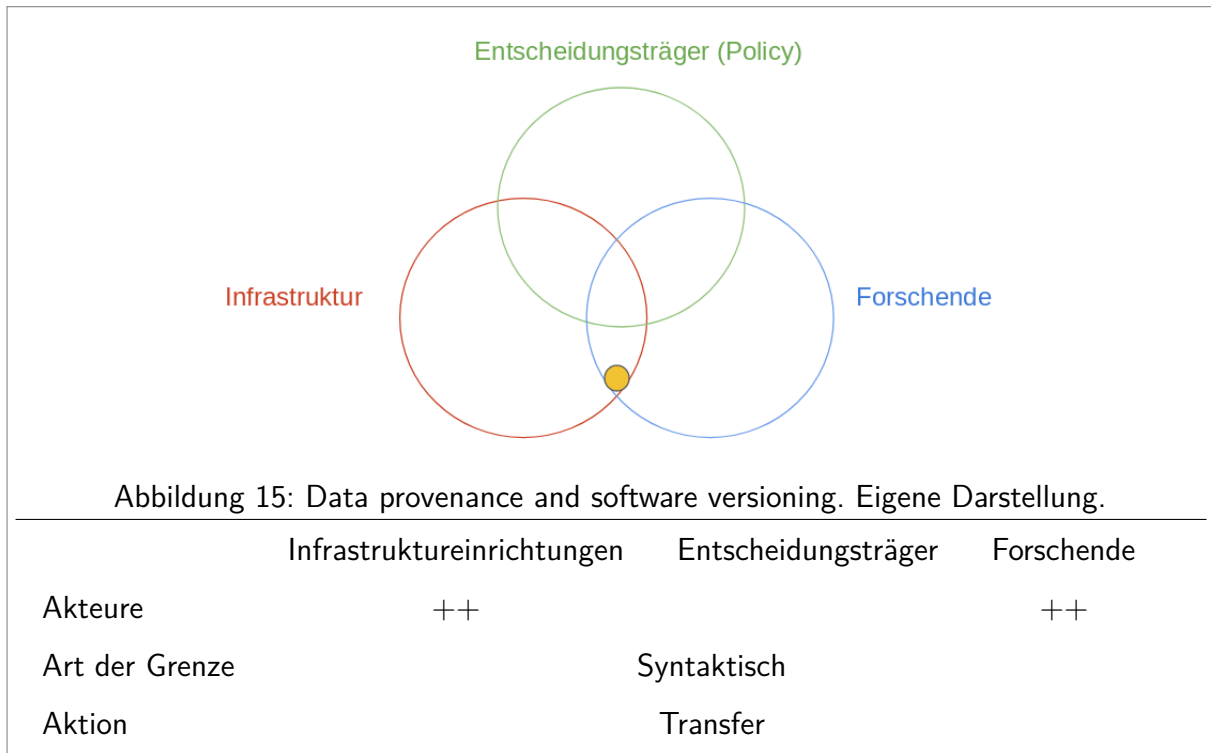 Entscheidungsträger (Policy)
Infrastruktur
Forschende
Abbildung 15: Data provenance and software versioning. Eigene Darstellung.
Infrastruktureinrichtungen Entscheidungsträger Forschende
Akteure ++ ++
Art der Grenze Syntaktisch
Aktion Transfer